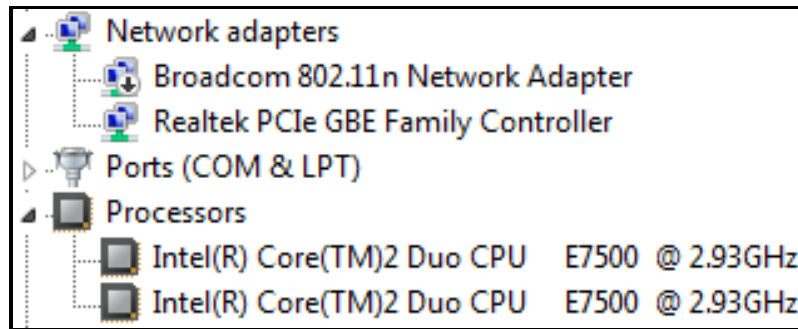 Network adapters
Broadcom 802.11n Network Adapter
Realtek PCIe GBE Family Controller
Ports (COM & LPT)
Processors
Intel(R) Core(TM)2 Duo CPU E7500 @ 2.93GHz
Intel(R) Core(TM)2 Duo CPU E7500 @ 2.93GHz